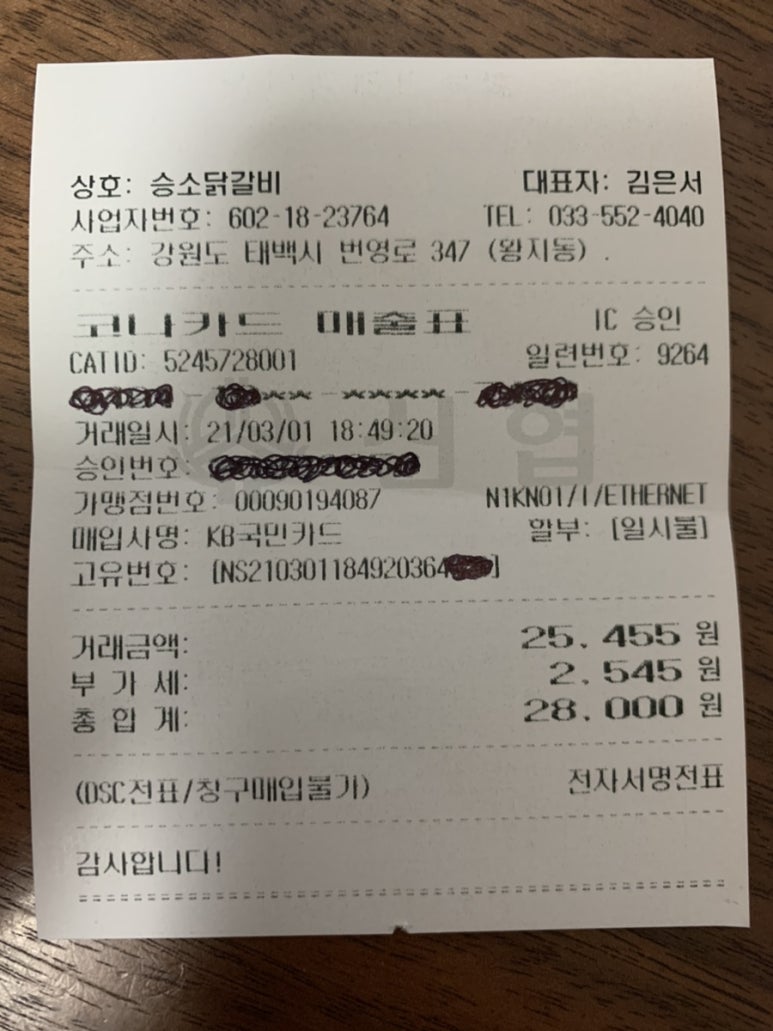 상호: 승소닭갈비 대표자: 김은서
사업자번호: 602-18-23764 TEL: 033-552-4040
주소: 강원도 태백시 번영로 347 (황지동) .
코나카드 매출표 IC 승인
CATID: 5245728001 일련번호: 9264
** - **** -
거래일시: 21/03/01 18:49:20
승인번호:
가맹점번호: 00090194087 N1KN01/I/ETHERNET
매입사명: KB국민카드 할부: [일시불]
고유번호: [NS210301184920364 ]
거래금액: 25,455 원
부 가 세: 2,545 원
총 합 계: 28,000 원
(DSC전표/창구매입불가) 전자서명전표
감사합니다!